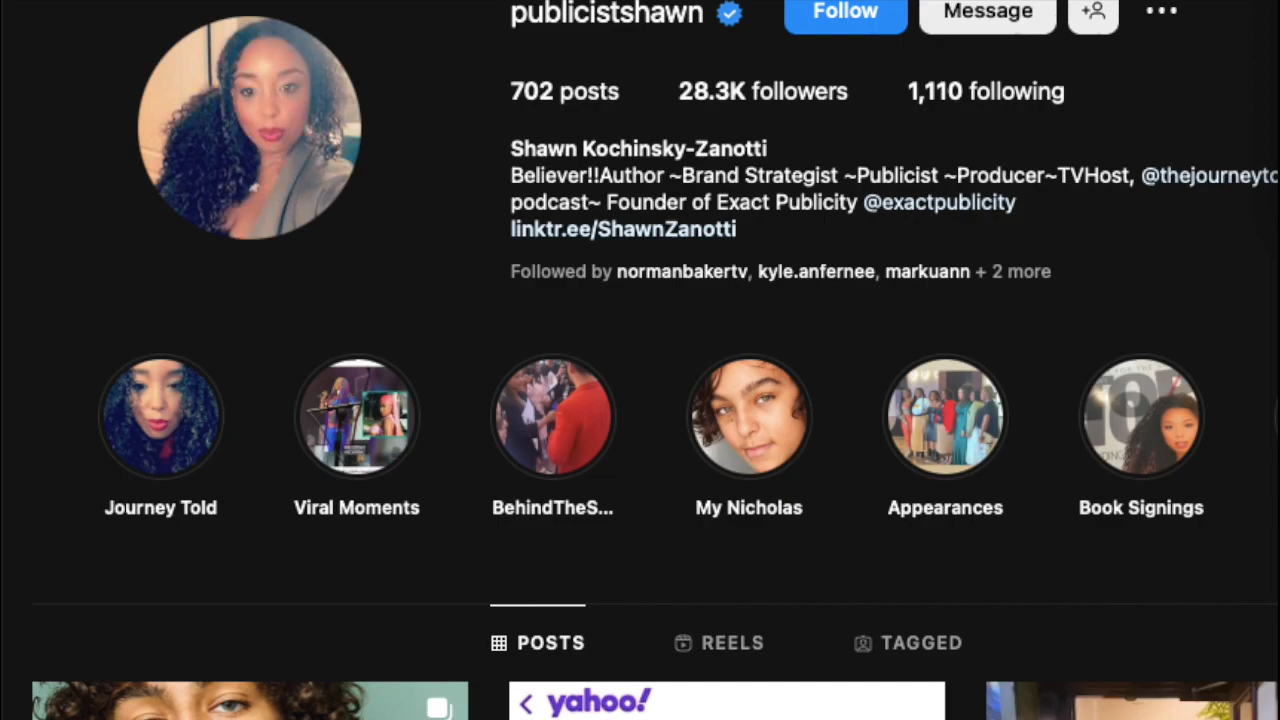 publicistshawn Follow Message
702 posts 28.3K followers 1,110 following
Shawn Kochinsky-Zanotti
Believer!!Author ~Brand Strategist ~Publicist ~Producer~TVHost, @thejourneyto
podcast~ Founder of Exact Publicity @exactpublicity
linktr.ee/ShawnZanotti
Followed by normanbakertv, kyle.anfernee, markuann + 2 more
FOR THE
Journey Told Viral Moments BehindTheS... My Nicholas Appearances Book Signings
POSTS REELS TAGGED
yahoo!